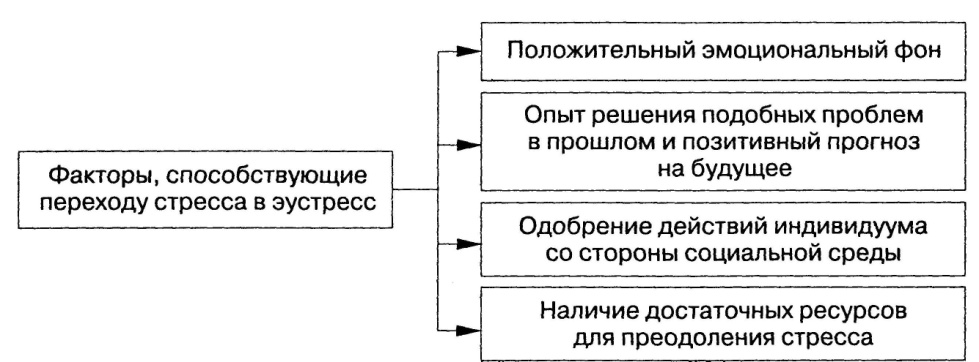 Положительный эмоциональный фон
Опыт решения подобных проблем
в прошлом и позитивный прогноз
на будущее
Факторы, способствующие
переходу стресса в эустресс
Одобрение действий индивидуума
со стороны социальной среды
Наличие достаточных ресурсов
для преодоления стресса